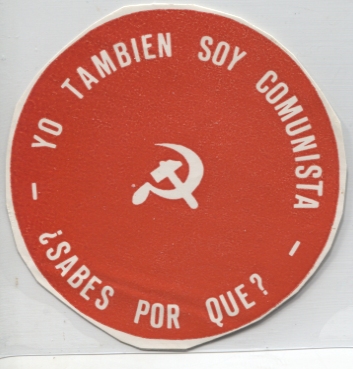 - YO TAMBIEN SOY COMUNISTA -
¿SABES POR QUE?